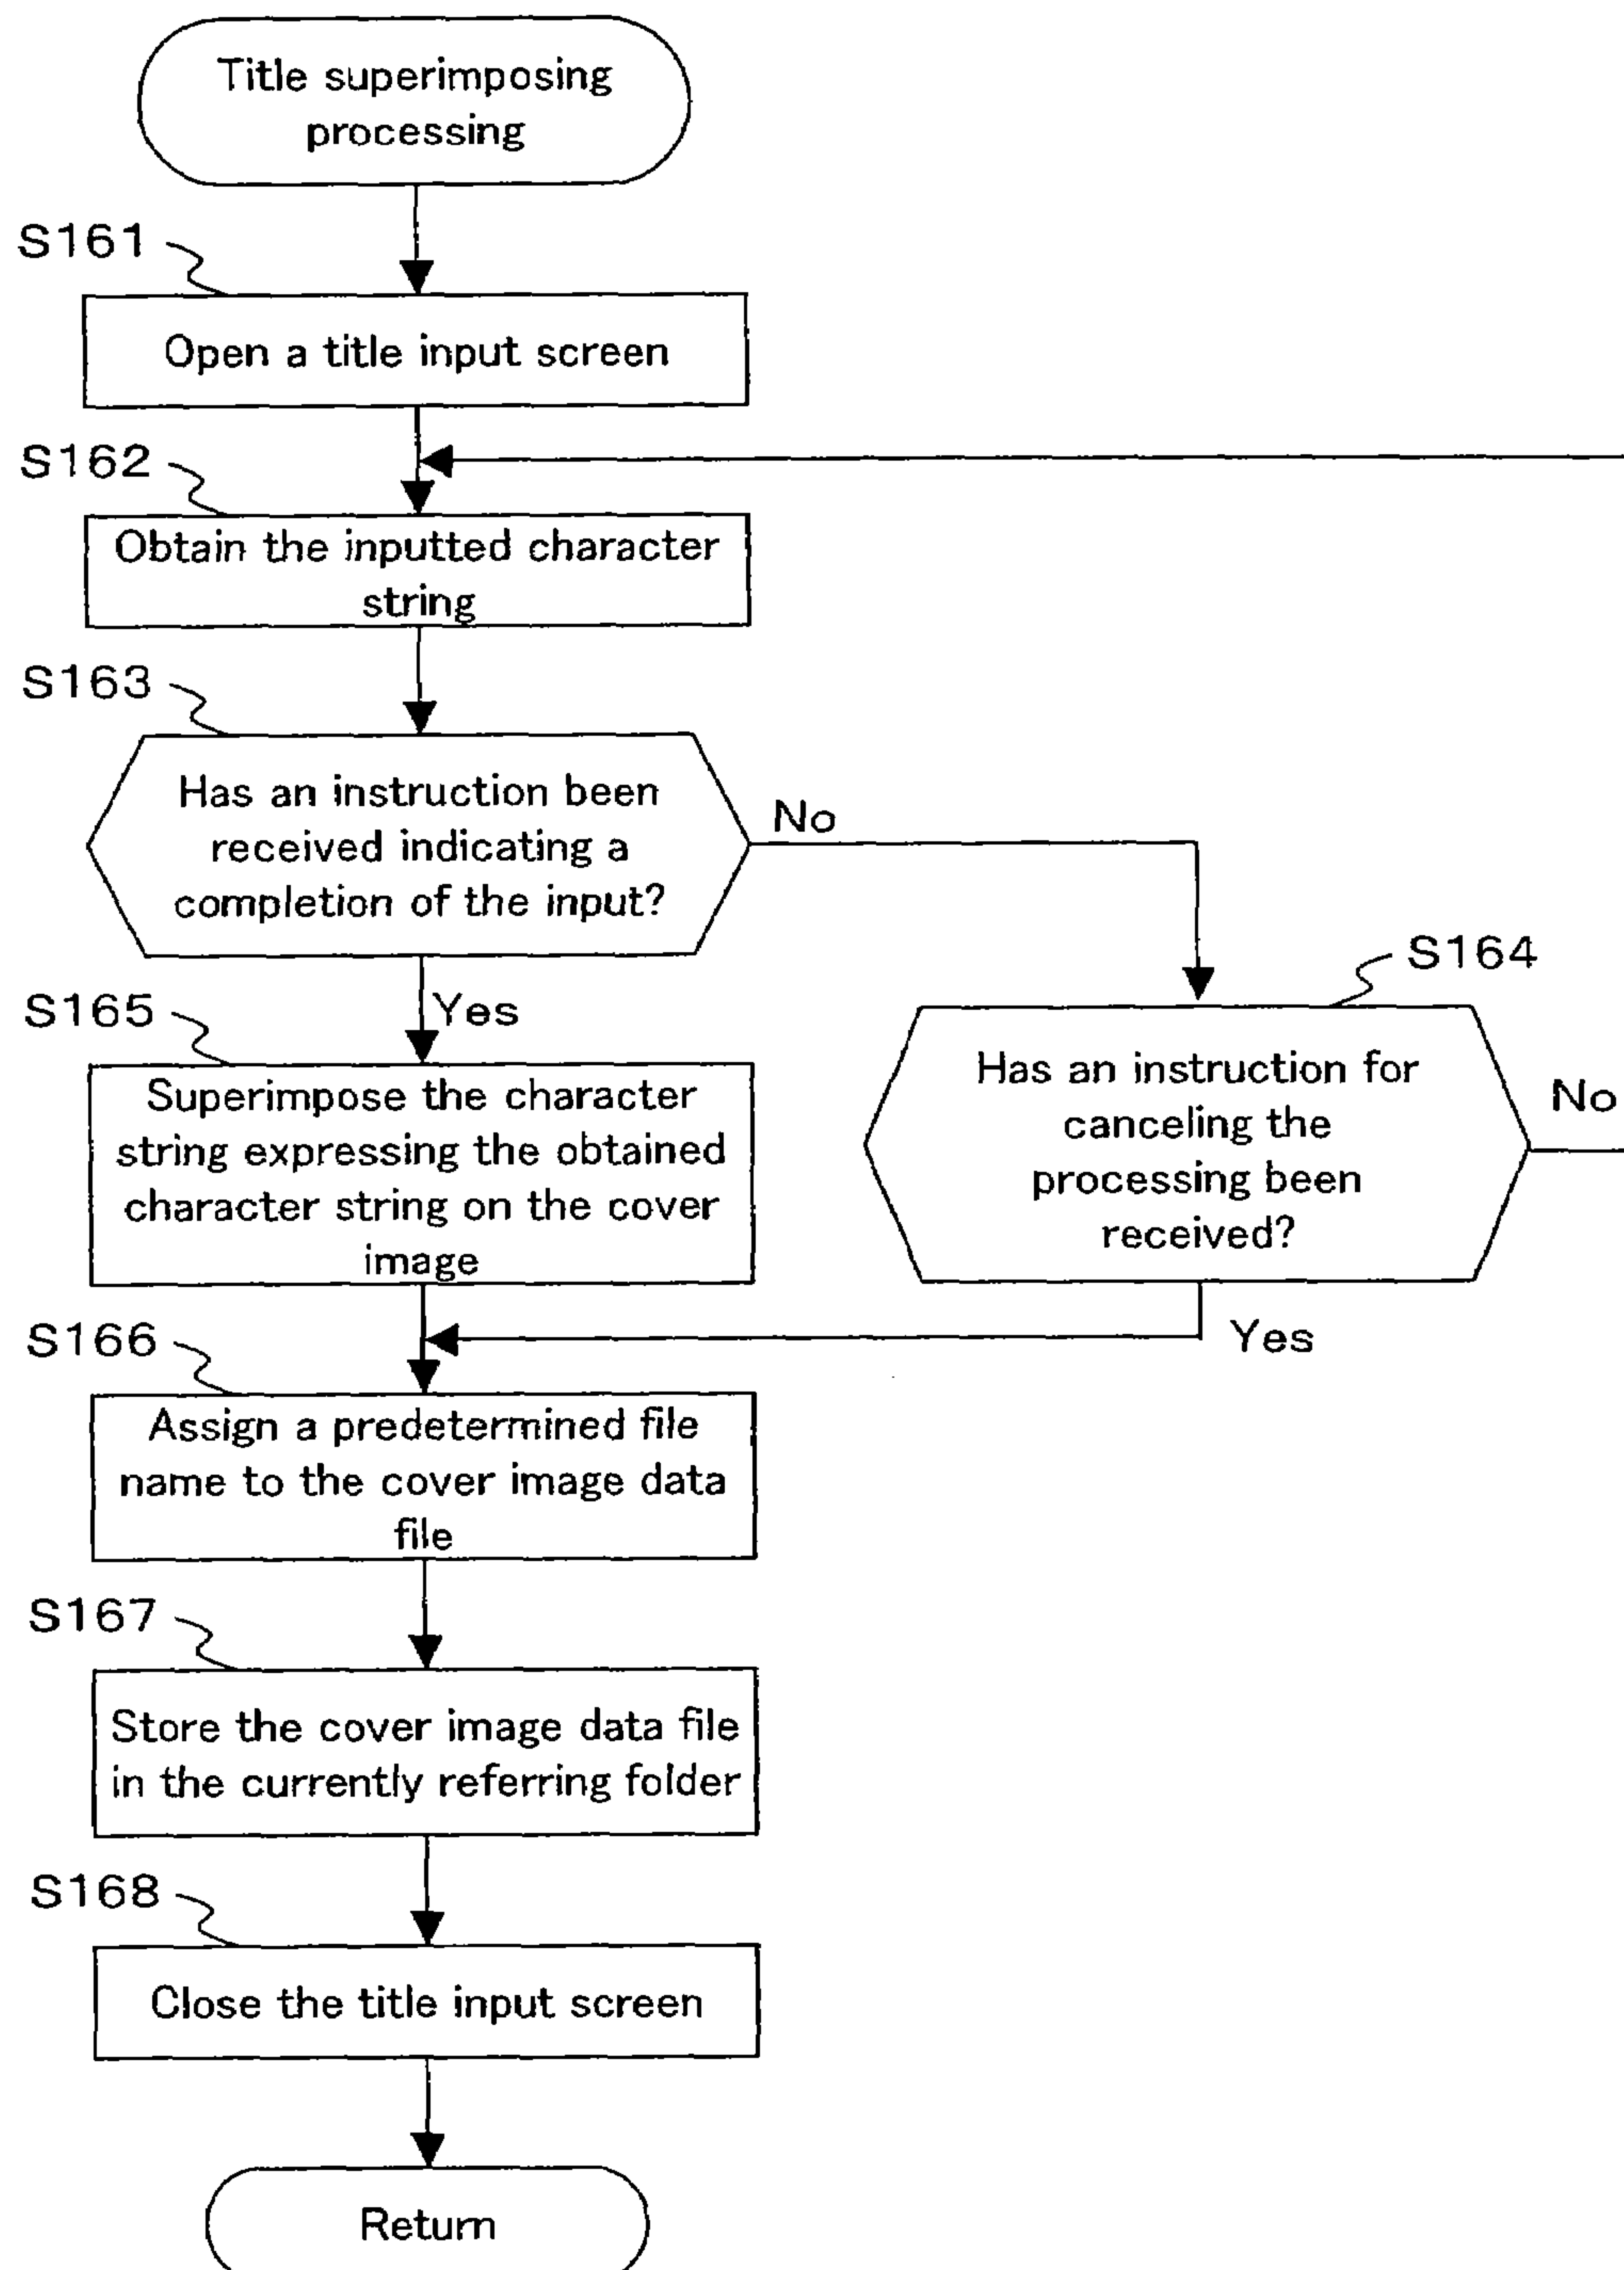 Title superimposing
processing
S161
Open a title input screen
S162
Obtain the inputted character
string
S163
Has an instruction been
received indicating a
completion of the input?
No
S164
Has an instruction for
canceling the
processing been
received?
No
Yes
S165
Yes
Superimpose the character
string expressing the obtained
character string on the cover
image
S166
Assign a predetermined file
name to the cover image data
file
S167
Store the cover image data file
in the currently referring folder
S168
Close the title input screen
Return